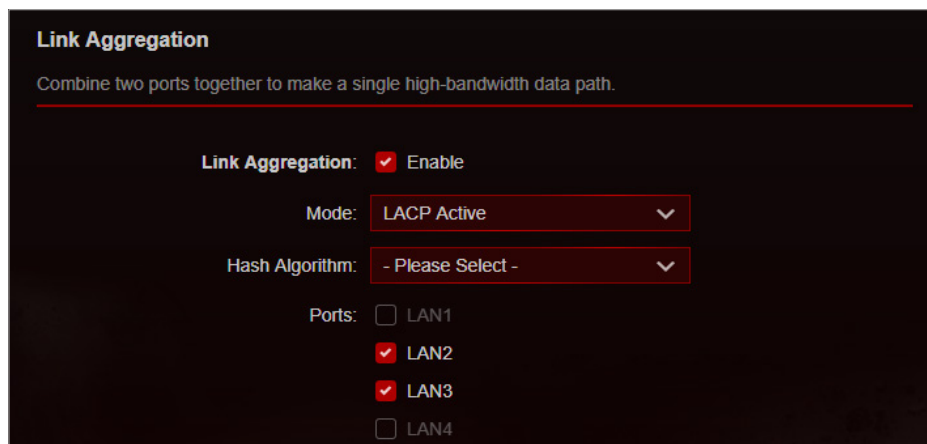 Link Aggregation
Combine two ports together to make a single high-bandwidth data path.
Link Aggregation: Enable
Mode: LACP Active
Hash Algorithm: - Please Select -
Ports: LAN1
LAN2
LAN3
LAN4